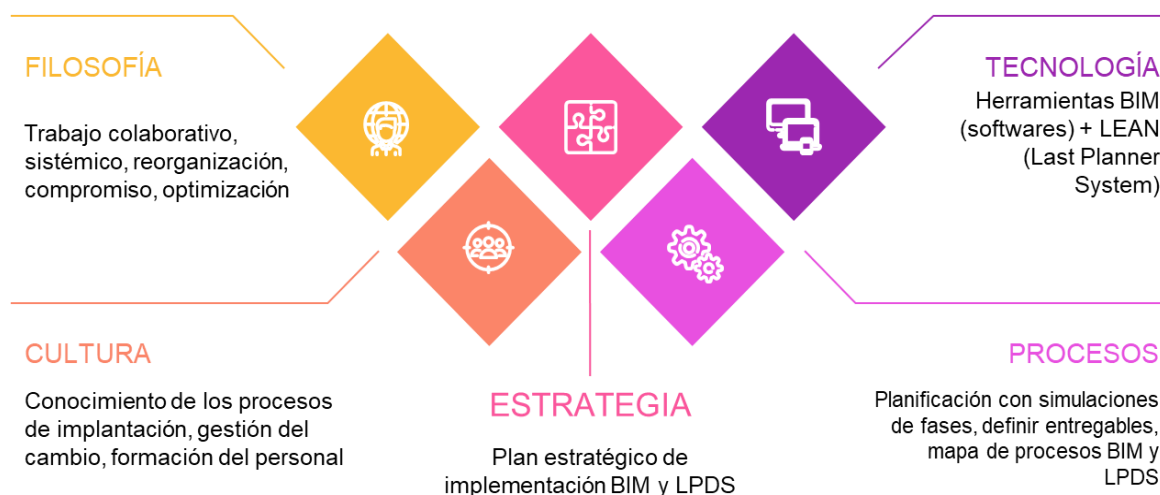 FILOSOFÍA
Trabajo colaborativo,
sistémico, reorganización,
compromiso, optimización
TECNOLOGÍA
Herramientas BIM
(softwares) + LEAN
(Last Planner
System)
CULTURA
Conocimiento de los procesos
de implantación, gestión del
cambio, formación del personal
ESTRATEGIA
Plan estratégico de
implementación BIM y LPDS
PROCESOS
Planificación con simulaciones
de fases, definir entregables,
mapa de procesos BIM y
LPDS